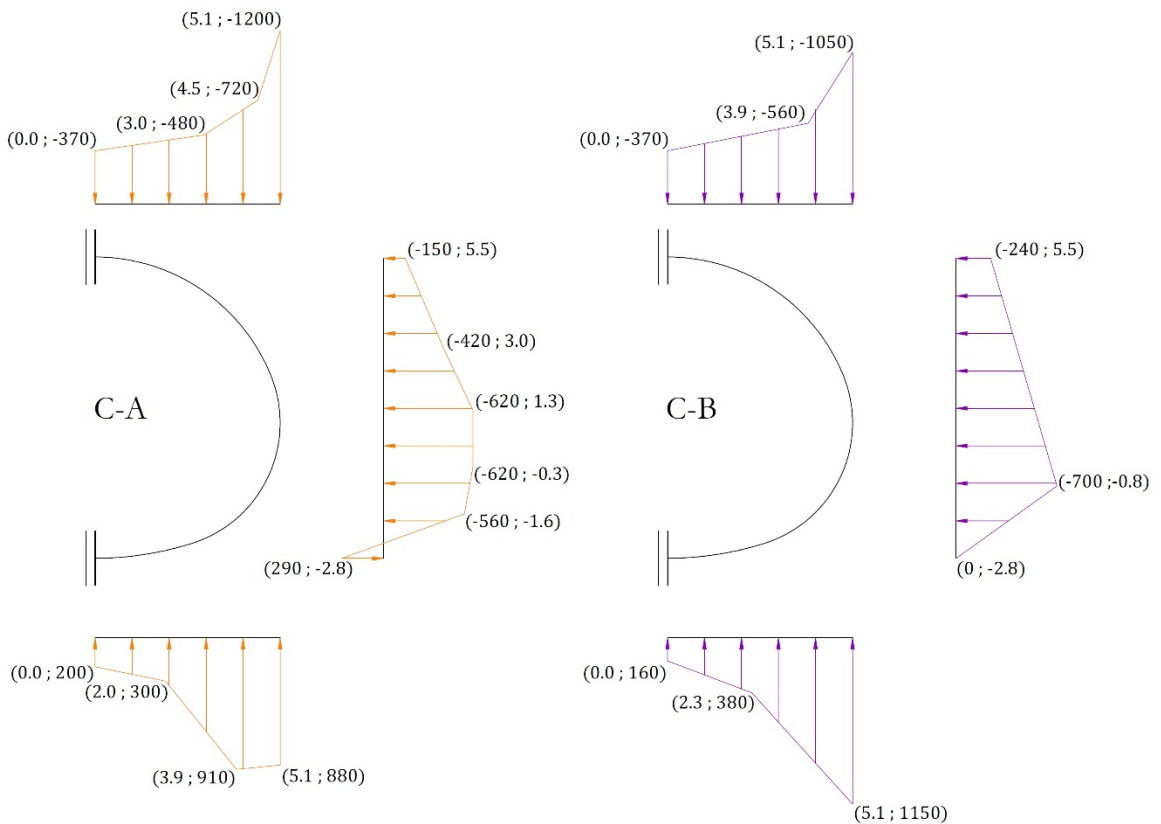 (5.1 ; -1200)
(4.5 ; -720)
(3.0 ; -480)
(0.0 ; -370)
(-150 ; 5.5)
(-420 ; 3.0)
C-A
(-620 ; 1.3)
(-620 ; -0.3)
(-560 ; -1.6)
(290 ; -2.8)
(0.0 ; 200)
(2.0 ; 300)
(3.9 ; 910)
(5.1 ; 880)
(5.1 ; -1050)
(3.9 ; -560)
(0.0 ; -370)
(-240 ; 5.5)
C-B
(-700 ;-0.8)
(0 ; -2.8)
(0.0 ; 160)
(2.3 ; 380)
(5.1 ; 1150)